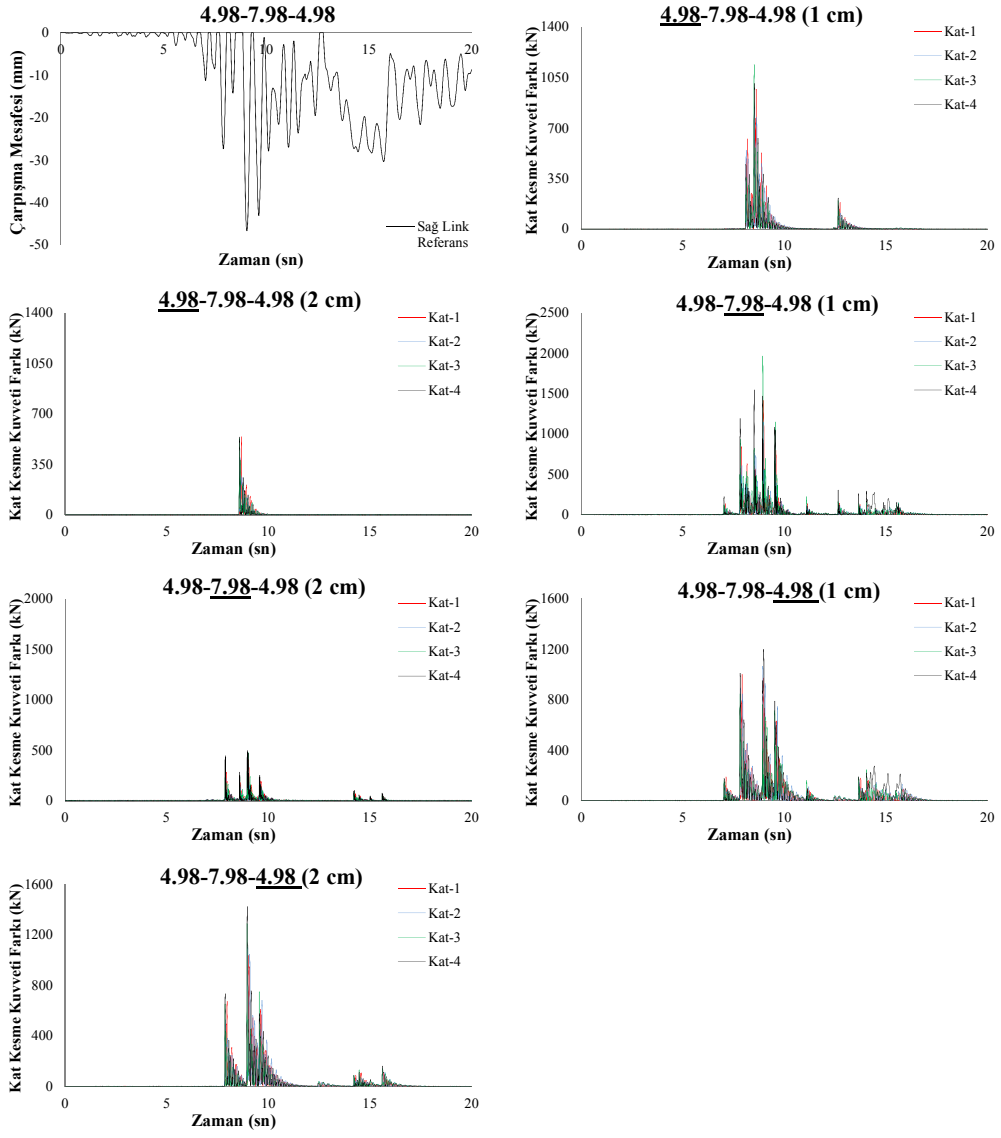 4.98-7.98-4.98
Çarpışma Mesafesi (mm)
0
-10
-20
-30
-40
-50
0 5 10 15 20
Sağ Link
Referans
Zaman (sn)
4.98-7.98-4.98 (1 cm)
Kat Kesme Kuvveti Farkı (kN)
1400
1050
700
350
0
0 5 10 15 20
Kat-1
Kat-2
Kat-3
Kat-4
Zaman (sn)
4.98-7.98-4.98 (2 cm)
Kat Kesme Kuvveti Farkı (kN)
1400
1050
700
350
0
0 5 10 15 20
Kat-1
Kat-2
Kat-3
Kat-4
Zaman (sn)
4.98-7.98-4.98 (1 cm)
Kat Kesme Kuvveti Farkı (kN)
2500
2000
1500
1000
500
0
0 5 10 15 20
Kat-1
Kat-2
Kat-3
Kat-4
Zaman (sn)
4.98-7.98-4.98 (2 cm)
Kat Kesme Kuvveti Farkı (kN)
2000
1500
1000
500
0
0 5 10 15 20
Kat-1
Kat-2
Kat-3
Kat-4
Zaman (sn)
4.98-7.98-4.98 (1 cm)
Kat Kesme Kuvveti Farkı (kN)
1600
1200
800
400
0
0 5 10 15 20
Kat-1
Kat-2
Kat-3
Kat-4
Zaman (sn)
4.98-7.98-4.98 (2 cm)
Kat Kesme Kuvveti Farkı (kN)
1600
1200
800
400
0
0 5 10 15 20
Kat-1
Kat-2
Kat-3
Kat-4
Zaman (sn)